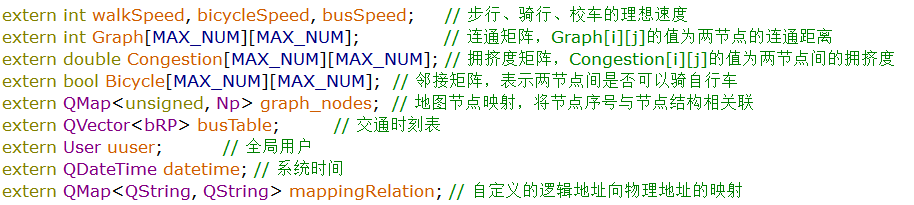 extern int walkSpeed, bicycleSpeed, busSpeed;   // 步行、骑行、校车的理想速度
extern int Graph[MAX_NUM][MAX_NUM];             // 连通矩阵，Graph[i][j]的值为两节点的连通距离
extern double Congestion[MAX_NUM][MAX_NUM]; // 拥挤度矩阵，Congestion[i][j]的值为两节点间的拥挤度
extern bool Bicycle[MAX_NUM][MAX_NUM];  // 邻接矩阵，表示两节点间是否可以骑自行车
extern QMap<unsigned, Np> graph_nodes;  // 地图节点映射，将节点序号与节点结构相关联
extern QVector<bRP> busTable;        // 交通时刻表
extern User uuser;        // 全局用户
extern QDateTime datetime; // 系统时间
extern QMap<QString, QString> mappingRelation; // 自定义的逻辑地址向物理地址的映射